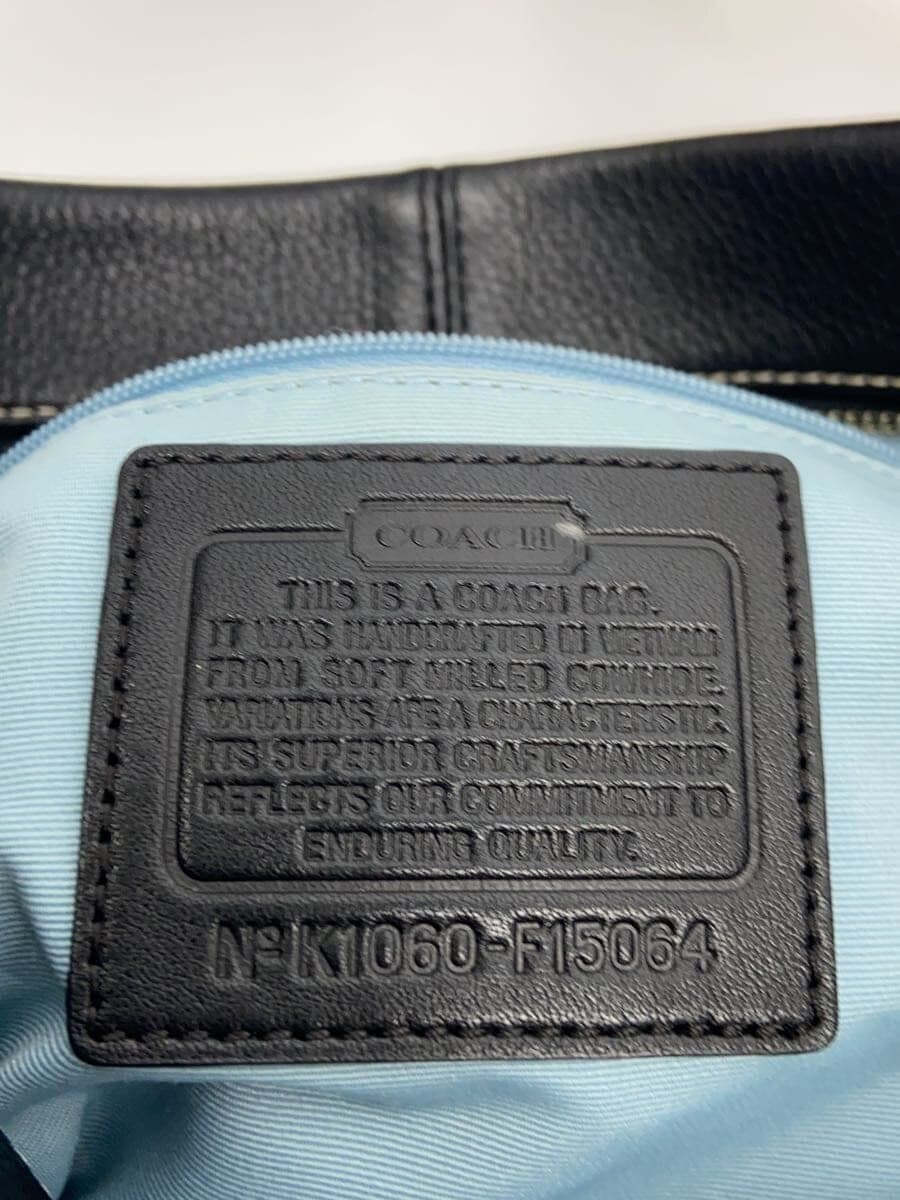 COACH
THIS IS A COACH BAG.
IT WAS HANDCRAFTED IN VIETNAM
FROM SOFT MILLED COWHIDE.
VARIATIONS ARE A CHARACTERISTIC.
ITS SUPERIOR CRAFTSMANSHIP
REFLECTS OUR COMMITMENT TO
ENDURING QUALITY.
Nº K1060-F15064